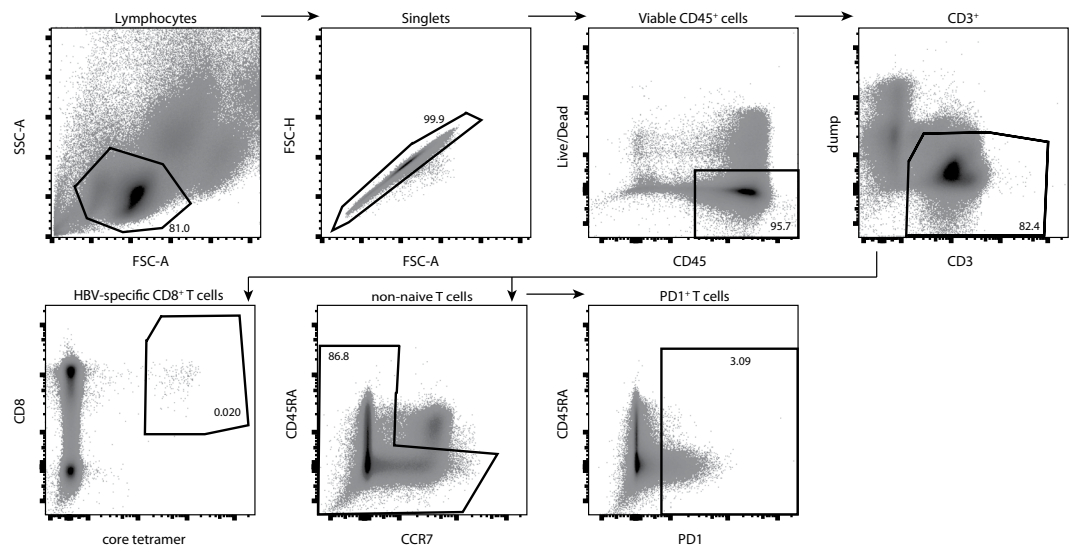 Lymphocytes
Singlets
Viable CD45⁺ cells
CD3⁺
SSC-A
FSC-H
Live/Dead
dump
81.0
99.9
95.7
82.4
FSC-A
FSC-A
CD45
CD3
HBV-specific CD8⁺ T cells
non-naive T cells
PD1⁺ T cells
CD8
CD45RA
CD45RA
0.020
86.8
3.09
core tetramer
CCR7
PD1